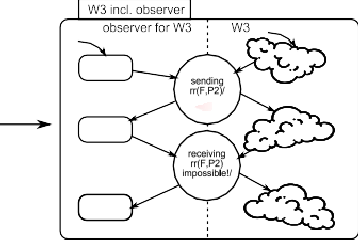 W3 incl. observer
observer for W3
W3
sending
rr(F,P2)/
receiving
rr(F,P2)
impossible!/